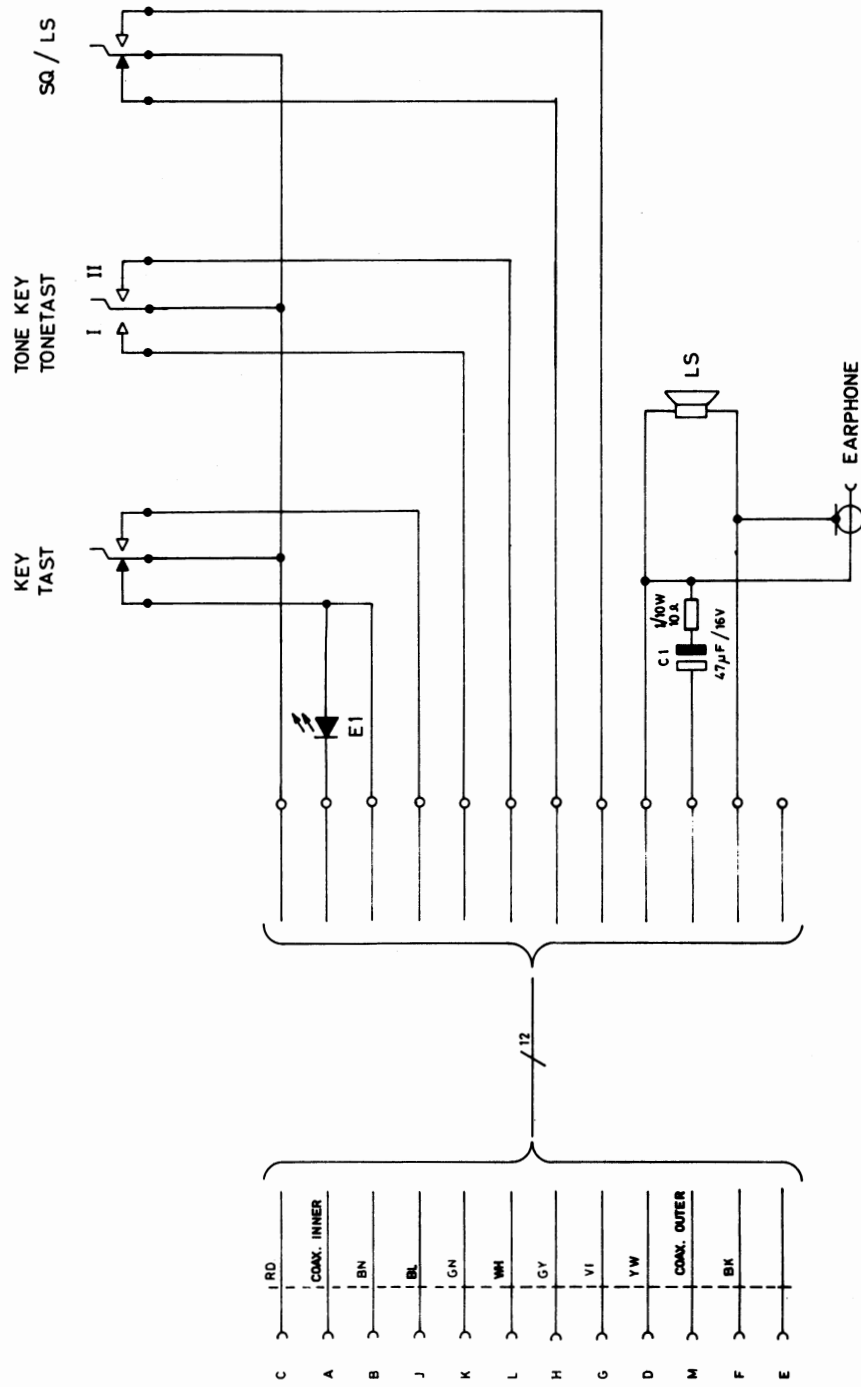 KEY
TAST
TONE KEY
TONETAST
I
II
SQ / LS
E1
C1
1/10W
10Ω
47µF/16V
LS
EARPHONE
12
C
RD
A
COAX. INNER
B
BN
J
BL
K
GN
L
WH
H
GY
G
VI
D
YW
M
COAX. OUTER
F
BK
E